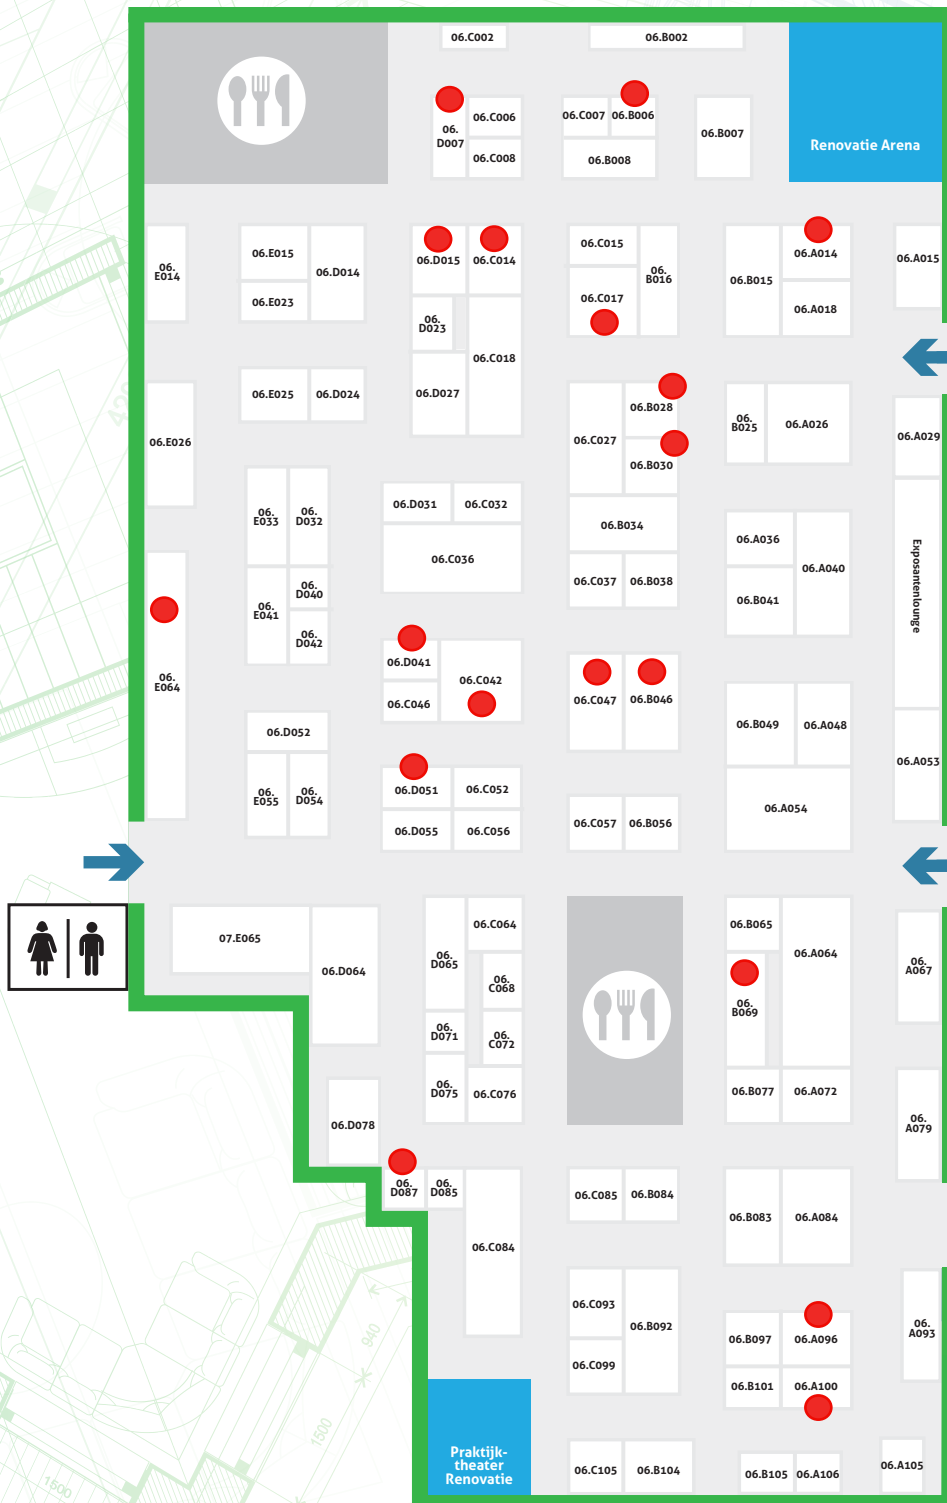 06.C002
06.B002
06.
D007
06.C006
06.C008
06.C007
06.B006
06.B008
06.B007
Renovatie Arena
06.
E014
06.E015
06.E023
06.D014
06.D015
06.C014
06.
D023
06.C018
06.D027
06.C015
06.C017
06.
B016
06.B015
06.A014
06.A018
06.A015
06.E025
06.D024
06.E026
06.C027
06.B028
06.B030
06.
B025
06.A026
06.A029
06.
E033
06.
D032
06.D031
06.C032
06.C036
06.B034
06.C037
06.B038
06.A036
06.B041
06.A040
Exposantenlounge
06.
E041
06.
D040
06.
D042
06.
E064
06.D041
06.C046
06.C042
06.C047
06.B046
06.B049
06.A048
06.A053
06.D052
06.
E055
06.
D054
06.D051
06.C052
06.D055
06.C056
06.C057
06.B056
06.A054
07.E065
06.D064
06.
D065
06.C064
06.
C068
06.
D071
06.
C072
06.
D075
06.C076
06.B065
06.A064
06.
B069
06.B077
06.A072
06.
A067
06.
A079
06.D078
06.
D087
06.
D085
06.C084
06.C085
06.B084
06.B083
06.A084
06.C093
06.C099
06.B092
06.B097
06.A096
06.B101
06.A100
06.
A093
Praktijk-
theater
Renovatie
06.C105
06.B104
06.B105
06.A106
06.A105
940
1500
1500